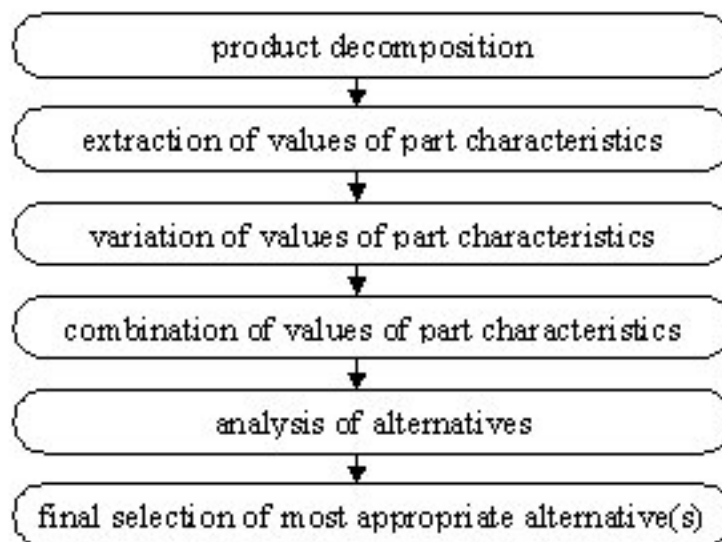 product decomposition
extraction of values of part characteristics
variation of values of part characteristics
combination of values of part characteristics
analysis of alternatives
final selection of most appropriate alternative(s)